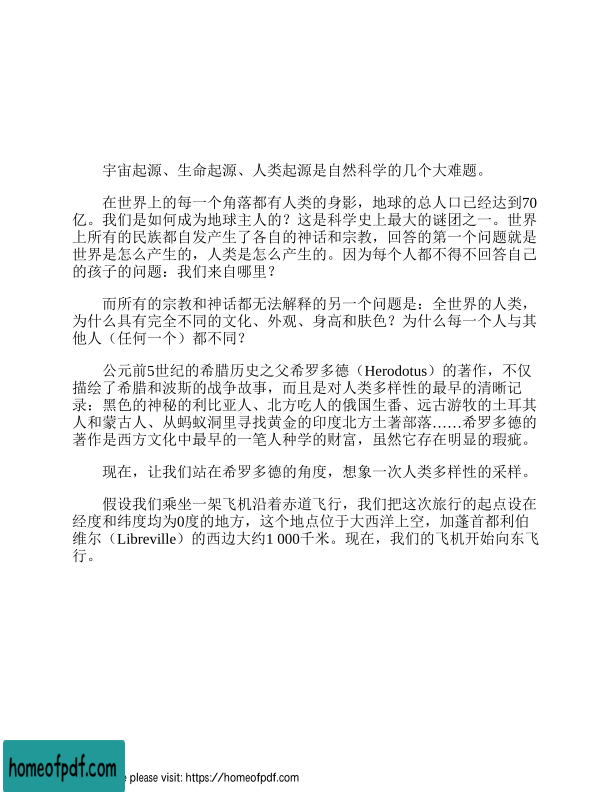 宇宙起源、生命起源、人类起源是自然科学的几个大难题。
在世界上的每一个角落都有人类的身影，地球的总人口已经达到70
亿。我们是如何成为地球主人的？这是科学史上最大的谜团之一。世界
上所有的民族都自发产生了各自的神话和宗教，回答的第一个问题就是
世界是怎么产生的，人类是怎么产生的。因为每个人都不得不回答自己
的孩子的问题：我们来自哪里？
而所有的宗教和神话都无法解释的另一个问题是：全世界的人类，
为什么具有完全不同的文化、外观、身高和肤色？为什么每一个人与其
他人（任何一个）都不同？
公元前5世纪的希腊历史之父希罗多德（Herodotus）的著作，不仅
描绘了希腊和波斯的战争故事，而且是对人类多样性的最早的清晰记
录：黑色的神秘的利比亚人、北方吃人的俄国生番、远古游牧的土耳其
人和蒙古人、从蚂蚁洞里寻找黄金的印度北方土著部落……希罗多德的
著作是西方文化中最早的一笔人种学的财富，虽然它存在明显的瑕疵。
现在，让我们站在希罗多德的角度，想象一次人类多样性的采样。
假设我们乘坐一架飞机沿着赤道飞行，我们把这次旅行的起点设在
经度和纬度均为0度的地方，这个地点位于大西洋上空，加蓬首都利伯
维尔（Libreville）的西边大约1 000千米。现在，我们的飞机开始向东飞
行。
homeofpdf.com
e please visit: https://homeofpdf.com